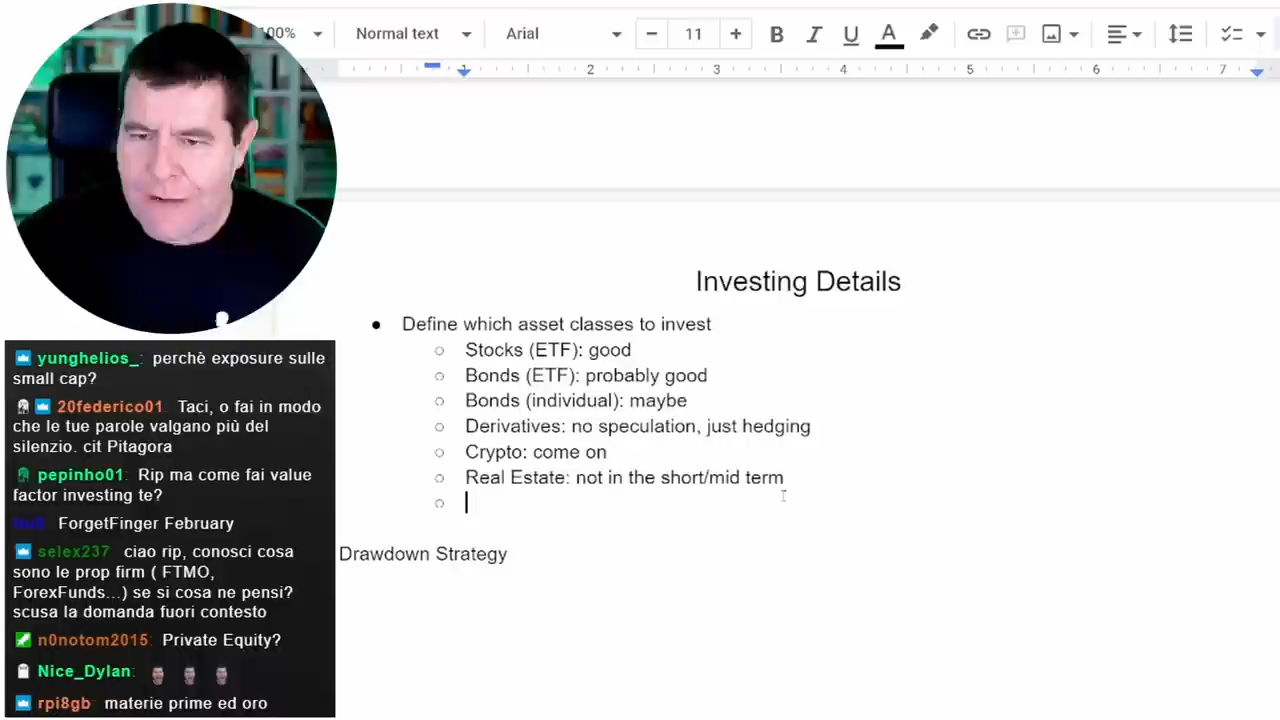 100%
Normal text
Arial
11
B I U A
1 2 3 4 5 6 7
Investing Details
Define which asset classes to invest
Stocks (ETF): good
Bonds (ETF): probably good
Bonds (individual): maybe
Derivatives: no speculation, just hedging
Crypto: come on
Real Estate: not in the short/mid term
Drawdown Strategy
yunghelios_: perchè exposure sulle
small cap?
20federico01: Taci, o fai in modo
che le tue parole valgano più del
silenzio. cit Pitagora
pepinho01: Rip ma come fai value
factor investing te?
ForgetFinger February
selex237: ciao rip, conosci cosa
sono le prop firm ( FTMO,
ForexFunds...) se si cosa ne pensi?
scusa la domanda fuori contesto
n0notom2015: Private Equity?
Nice_Dylan:
rpi8gb: materie prime ed oro